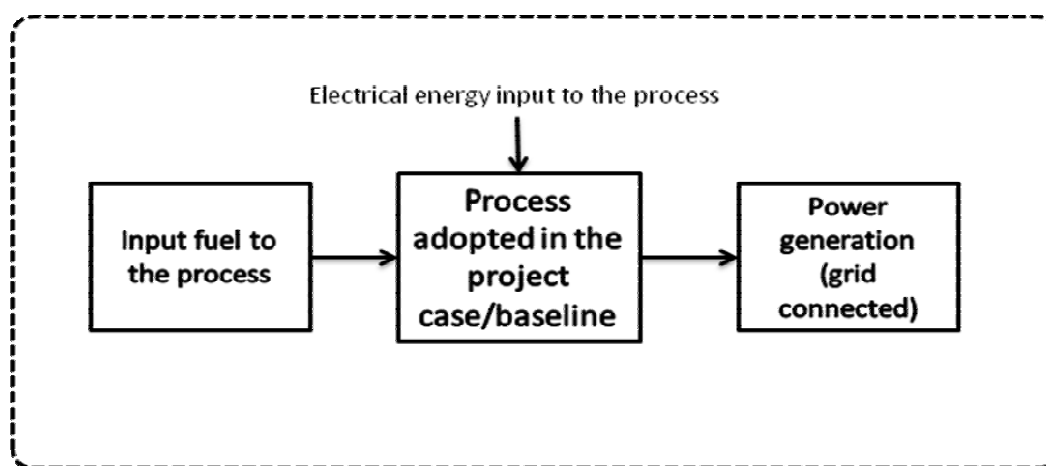 Electrical energy input to the process
Input fuel to
the process
Process
adopted in the
project
case/baseline
Power
generation
(grid
connected)